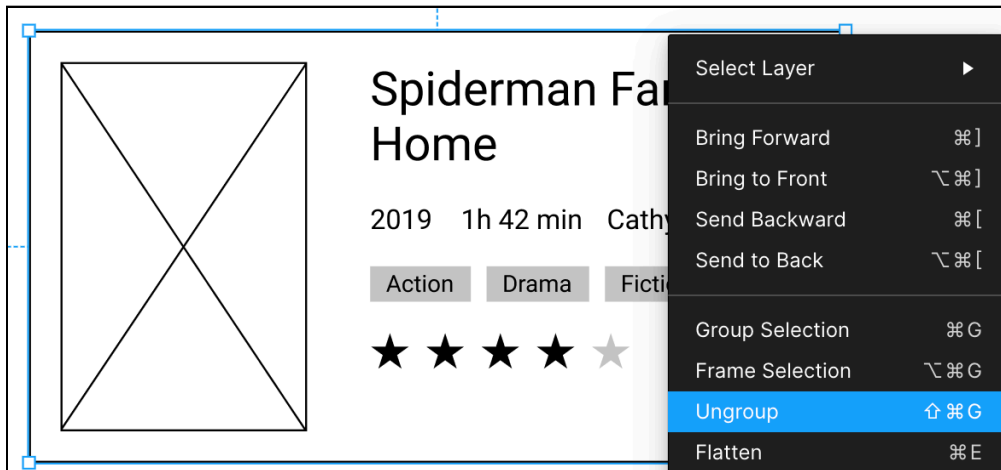 Spiderman Far
Home
2019 1h 42 min Cathy
Action Drama Fictio
Select Layer ▶
Bring Forward ⌘]
Bring to Front ⌥⌘]
Send Backward ⌘[
Send to Back ⌥⌘[
Group Selection ⌘G
Frame Selection ⌥⌘G
Ungroup ⇧⌘G
Flatten ⌘E